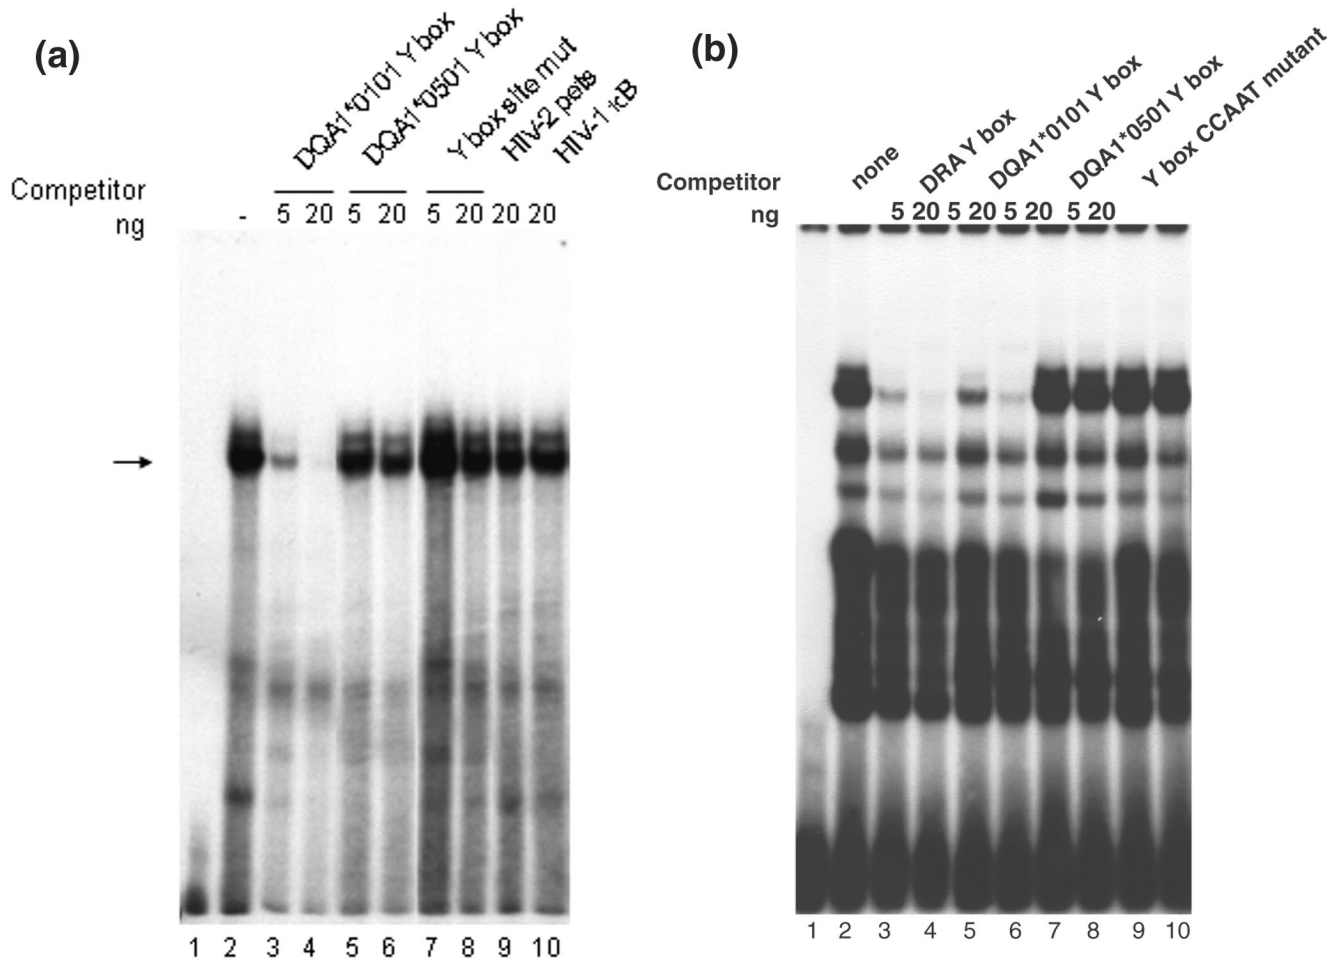 (a)
DQA1*0101 Y box
DQA1*0501 Y box
Y box site mut
HIV-2 pets
HIV-1 κB
Competitor
ng
- 5 20 5 20 5 20 20 20
1 2 3 4 5 6 7 8 9 10
(b)
none
DRA Y box
DQA1*0101 Y box
DQA1*0501 Y box
Y box CCAAT mutant
Competitor
ng
5 20 5 20 5 20 5 20
1 2 3 4 5 6 7 8 9 10